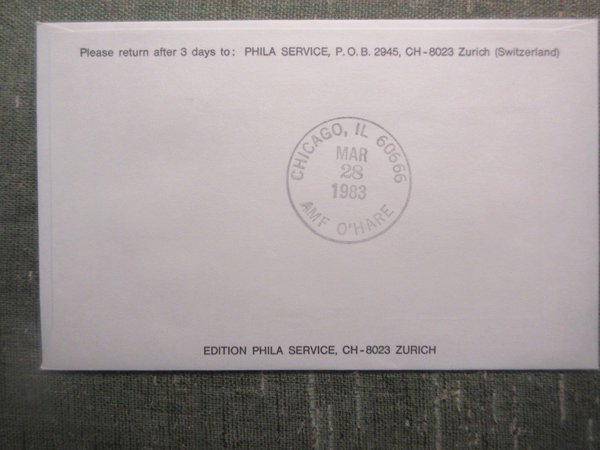 Please return after 3 days to: PHILA SERVICE, P.O.B. 2945, CH-8023 Zurich (Switzerland)
CHICAGO, IL 60666
MAR
28
1983
AMF O'HARE
EDITION PHILA SERVICE, CH-8023 ZURICH